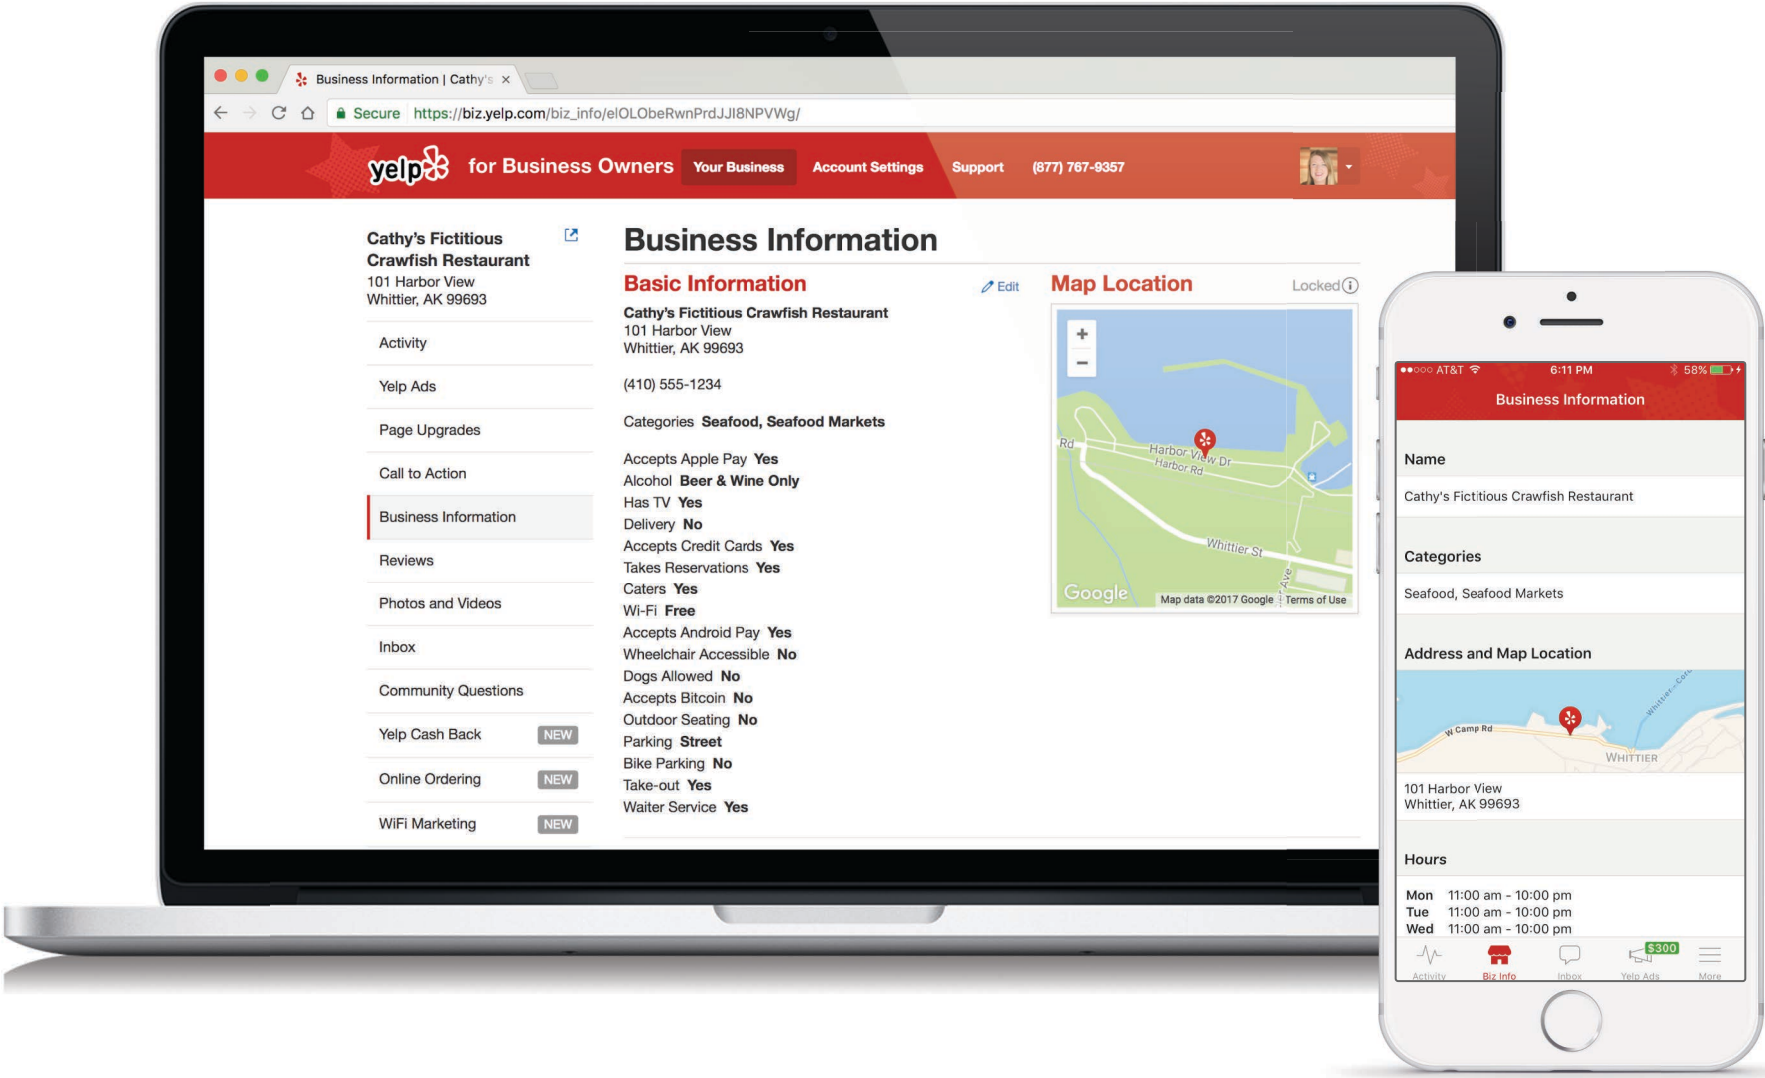 Business Information | Cathy's
Secure https://biz.yelp.com/biz_info/elOLObeRwnPrdJJI8NPVWg/
yelp for Business Owners Your Business Account Settings Support (877) 767-9357
Cathy's Fictitious
Crawfish Restaurant
101 Harbor View
Whittier, AK 99693
Activity
Yelp Ads
Page Upgrades
Call to Action
Business Information
Reviews
Photos and Videos
Inbox
Community Questions
Yelp Cash Back NEW
Online Ordering NEW
WiFi Marketing NEW
Business Information
Basic Information Edit
Cathy's Fictitious Crawfish Restaurant
101 Harbor View
Whittier, AK 99693
(410) 555-1234
Categories Seafood, Seafood Markets
Accepts Apple Pay Yes
Alcohol Beer & Wine Only
Has TV Yes
Delivery No
Accepts Credit Cards Yes
Takes Reservations Yes
Caters Yes
Wi-Fi Free
Accepts Android Pay Yes
Wheelchair Accessible No
Dogs Allowed No
Accepts Bitcoin No
Outdoor Seating No
Parking Street
Bike Parking No
Take-out Yes
Waiter Service Yes
Map Location Locked
+
−
Rd
Harbor View Dr
Harbor Rd
Whittier St
Ave
Google
Map data ©2017 Google Terms of Use
AT&T 6:11 PM 58%
Business Information
Name
Cathy's Fictitious Crawfish Restaurant
Categories
Seafood, Seafood Markets
Address and Map Location
W Camp Rd
WHITTIER
101 Harbor View
Whittier, AK 99693
Hours
Mon 11:00 am - 10:00 pm
Tue 11:00 am - 10:00 pm
Wed 11:00 am - 10:00 pm
$300
Activity Biz Info Inbox Yelp Ads More